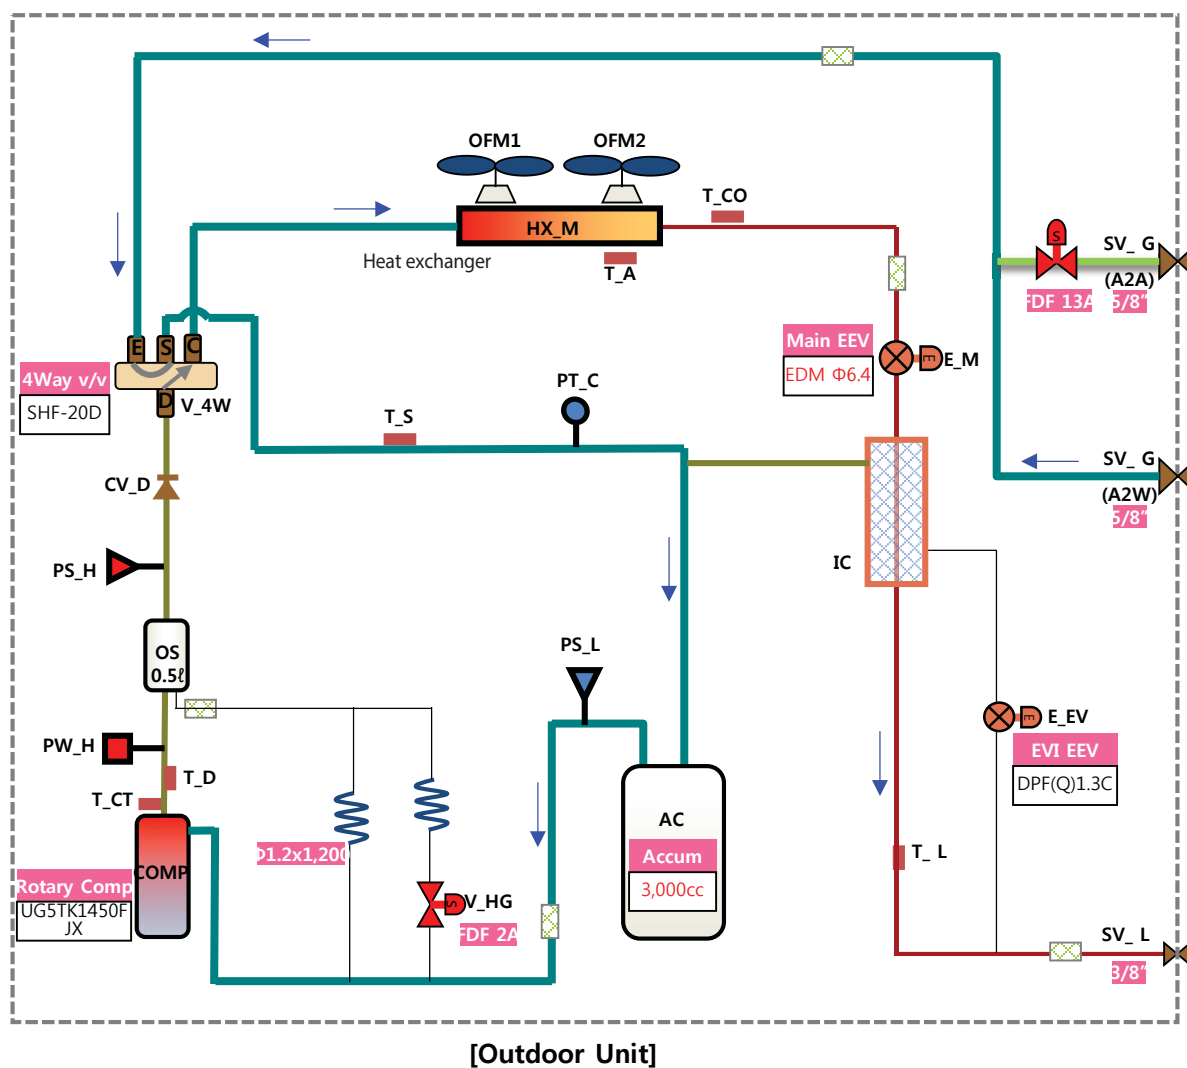 OFM1
OFM2
T_CO
HX_M
Heat exchanger
T_A
S
SV_ G
(A2A)
FDF 13A
5/8"
Main EEV
EDM Φ6.4
E
E_M
E
S
C
D
4Way v/v
SHF-20D
V_4W
PT_C
T_S
SV_ G
(A2W)
5/8"
CV_D
PS_H
IC
OS
0.5ℓ
PS_L
PW_H
T_D
T_CT
E
E_EV
EVI EEV
DPF(Q)1.3C
COMP
Rotary Comp
UG5TK1450F
JX
Φ1.2x1,200
S
V_HG
FDF 2A
AC
Accum
3,000cc
T_ L
SV_ L
3/8"
[Outdoor Unit]